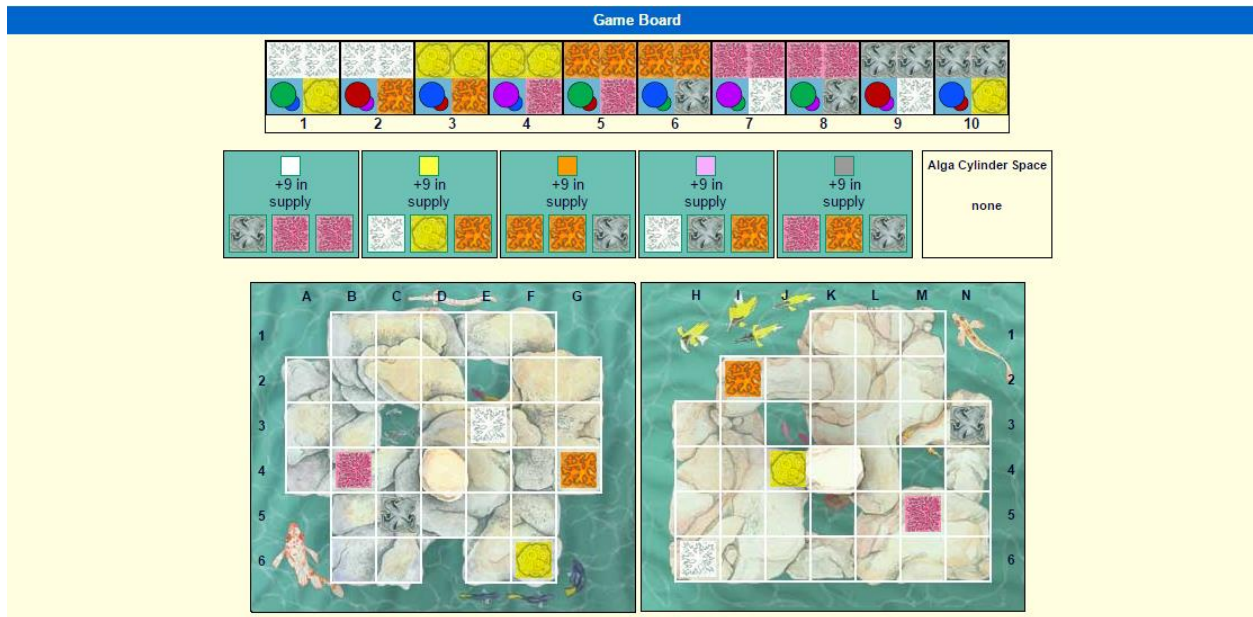 Game Board
1 2 3 4 5 6 7 8 9 10
+9 in supply
+9 in supply
+9 in supply
+9 in supply
+9 in supply
Alga Cylinder Space
none
A B C D E F G
1
2
3
4
5
6
H I J K L M N
1
2
3
4
5
6